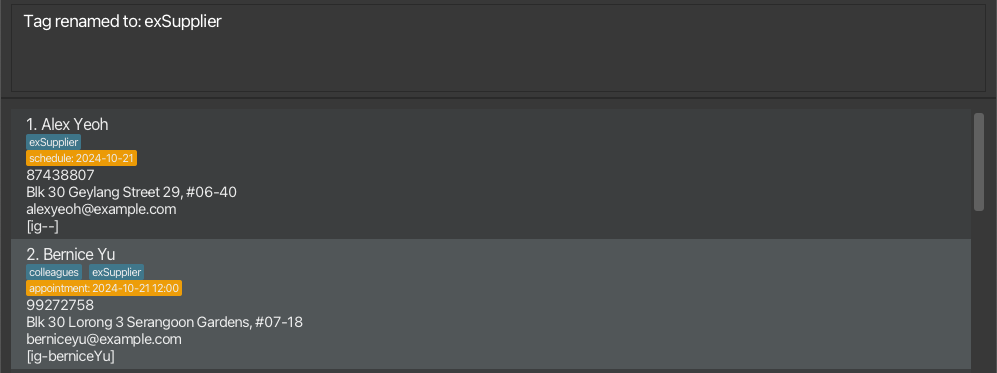 Tag renamed to: exSupplier
1. Alex Yeoh
exSupplier
schedule: 2024-10-21
87438807
Blk 30 Geylang Street 29, #06-40
alexyeoh@example.com
[ig--]
2. Bernice Yu
colleagues exSupplier
appointment: 2024-10-21 12:00
99272758
Blk 30 Lorong 3 Serangoon Gardens, #07-18
berniceyu@example.com
[ig-berniceYu]